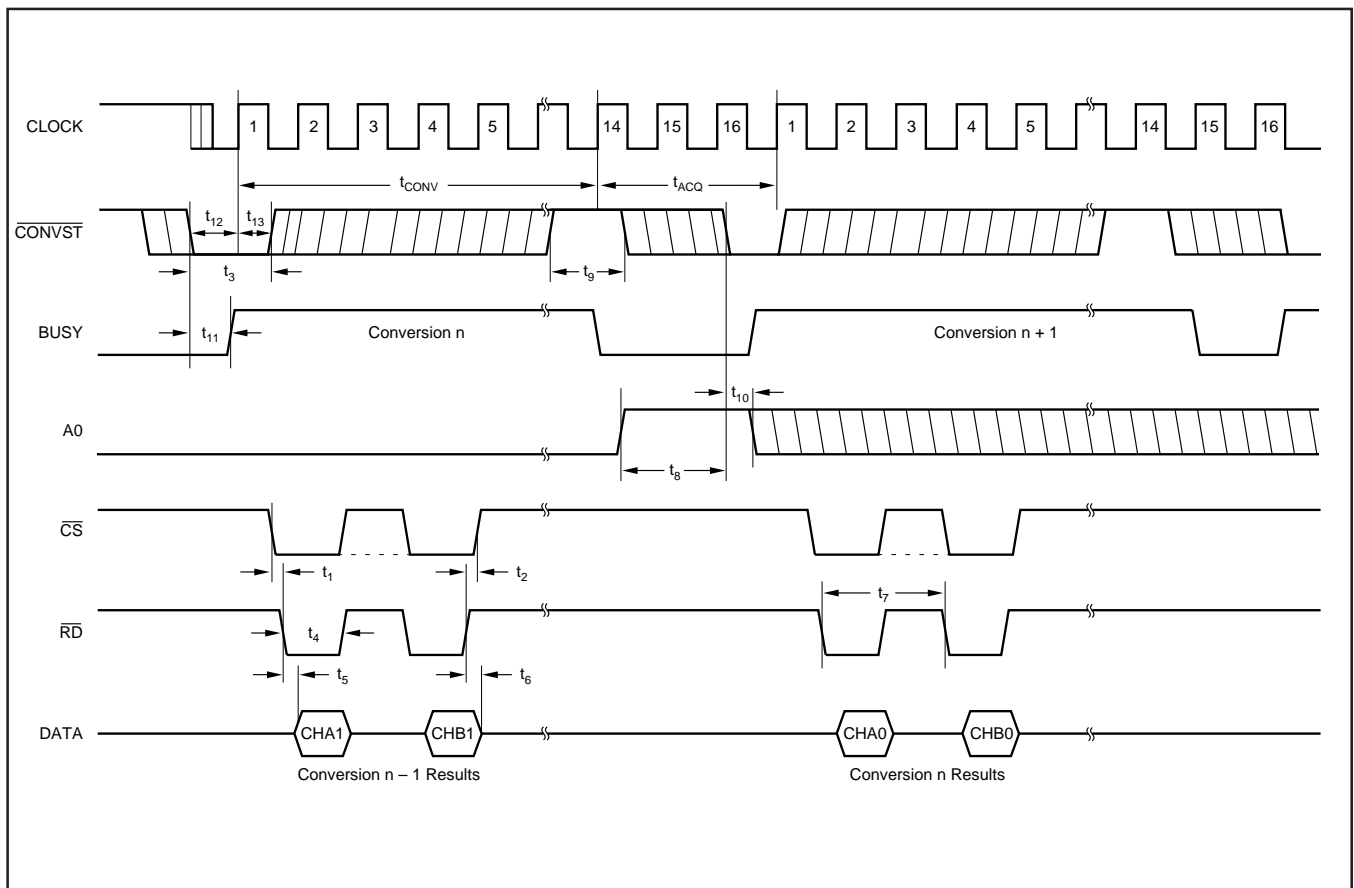 CLOCK
1 2 3 4 5 14 15 16 1 2 3 4 5 14 15 16
tCONV tACQ
CONVST
t12 t13
t3 t9
BUSY
t11
Conversion n
Conversion n + 1
t10
A0
t8
CS
t1 t2
t7
RD
t4
t5 t6
DATA
CHA1 CHB1 CHA0 CHB0
Conversion n – 1 Results
Conversion n Results